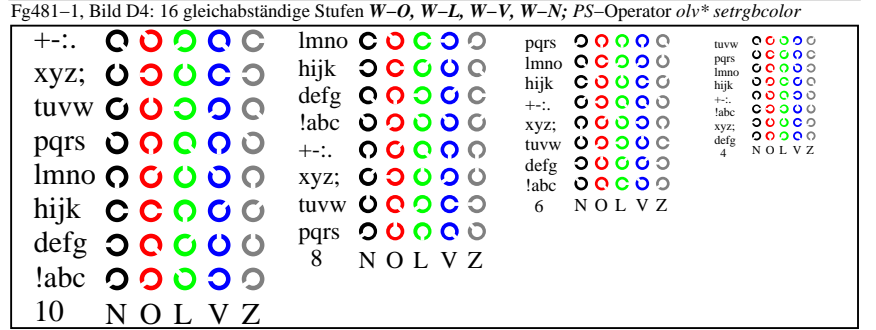 Fg481–1, Bild D4: 16 gleichabständige Stufen W–O, W–L, W–V, W–N; PS–Operator olv* setrgbcolor
+-:.
xyz;
tuvw
pqrs
lmno
hijk
defg
!abc
10 N O L V Z
lmno
hijk
defg
!abc
+-:.
xyz;
tuvw
pqrs
8 N O L V Z
pqrs
lmno
hijk
+-:.
xyz;
tuvw
defg
!abc
6 N O L V Z
tuvw
pqrs
lmno
hijk
+-:.
!abc
xyz;
defg
4 N O L V Z